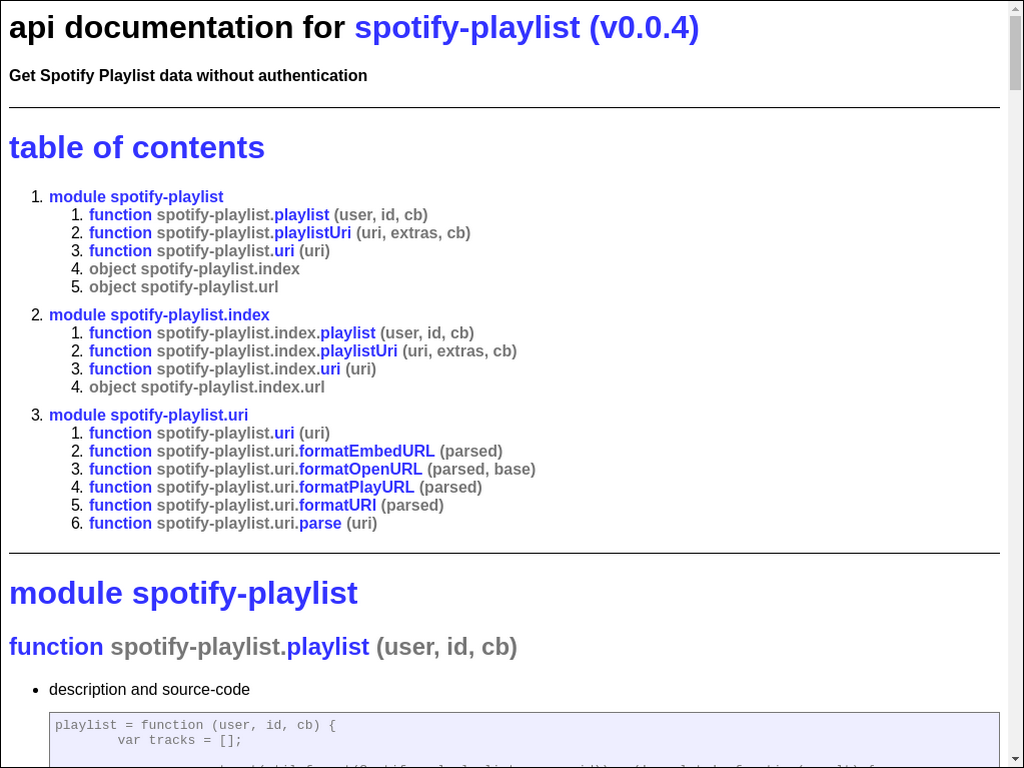 api documentation for spotify-playlist (v0.0.4)
Get Spotify Playlist data without authentication
table of contents
1. module spotify-playlist
1. function spotify-playlist.playlist (user, id, cb)
2. function spotify-playlist.playlistUri (uri, extras, cb)
3. function spotify-playlist.uri (uri)
4. object spotify-playlist.index
5. object spotify-playlist.url
2. module spotify-playlist.index
1. function spotify-playlist.index.playlist (user, id, cb)
2. function spotify-playlist.index.playlistUri (uri, extras, cb)
3. function spotify-playlist.index.uri (uri)
4. object spotify-playlist.index.url
3. module spotify-playlist.uri
1. function spotify-playlist.uri (uri)
2. function spotify-playlist.uri.formatEmbedURL (parsed)
3. function spotify-playlist.uri.formatOpenURL (parsed, base)
4. function spotify-playlist.uri.formatPlayURL (parsed)
5. function spotify-playlist.uri.formatURI (parsed)
6. function spotify-playlist.uri.parse (uri)
module spotify-playlist
function spotify-playlist.playlist (user, id, cb)
• description and source-code
playlist = function (user, id, cb) {
var tracks = [];